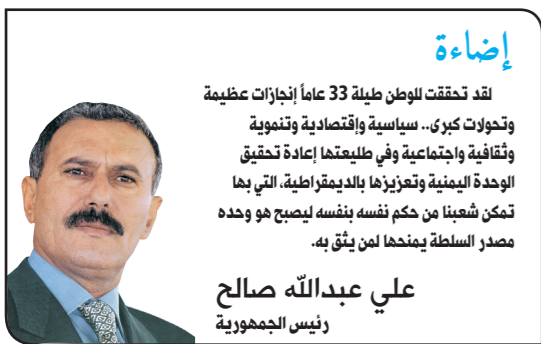 إضاءة
لقد تحققت للوطن طيلة 33 عاماً إنجازات عظيمة
وتحولات كبرى.. سياسية وإقتصادية وتنموية
وثقافية واجتماعية وفي طليعتها إعادة تحقيق
الوحدة اليمنية وتعزيزها بالديمقراطية، التي بها
تمكن شعبنا من حكم نفسه بنفسه ليصبح هو وحده
مصدر السلطة يمنحها لمن يثق به.
علي عبدالله صالح
رئيس الجمهورية